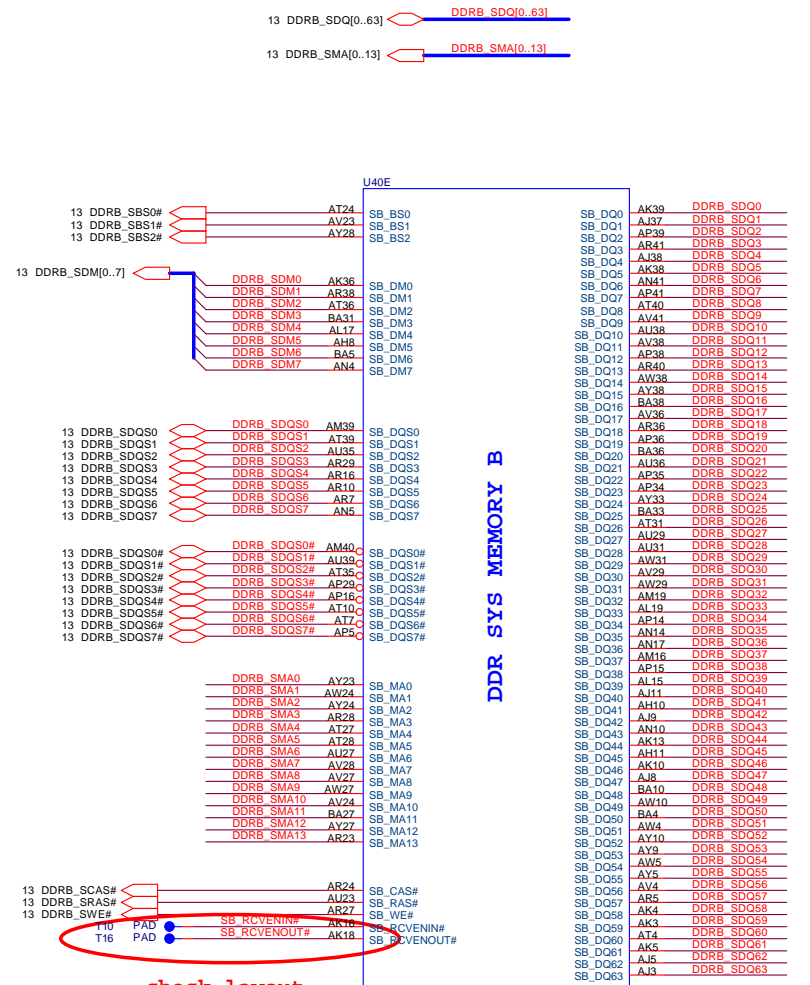 13 DDRB_SDQ[0..63] DDRB_SDQ[0..63]
13 DDRB_SMA[0..13] DDRB_SMA[0..13]
U40E
13 DDRB_SBS0# AT24 SB_BS0
13 DDRB_SBS1# AV23 SB_BS1
13 DDRB_SBS2# AY28 SB_BS2
13 DDRB_SDM[0..7]
DDRB_SDM0 AK36 SB_DM0
DDRB_SDM1 AR38 SB_DM1
DDRB_SDM2 AT36 SB_DM2
DDRB_SDM3 BA31 SB_DM3
DDRB_SDM4 AL17 SB_DM4
DDRB_SDM5 AH8 SB_DM5
DDRB_SDM6 BA5 SB_DM6
DDRB_SDM7 AN4 SB_DM7
13 DDRB_SDQS0 DDRB_SDQS0 AM39 SB_DQS0
13 DDRB_SDQS1 DDRB_SDQS1 AT39 SB_DQS1
13 DDRB_SDQS2 DDRB_SDQS2 AU35 SB_DQS2
13 DDRB_SDQS3 DDRB_SDQS3 AR29 SB_DQS3
13 DDRB_SDQS4 DDRB_SDQS4 AR16 SB_DQS4
13 DDRB_SDQS5 DDRB_SDQS5 AR10 SB_DQS5
13 DDRB_SDQS6 DDRB_SDQS6 AR7 SB_DQS6
13 DDRB_SDQS7 DDRB_SDQS7 AN5 SB_DQS7
13 DDRB_SDQS0# DDRB_SDQS0# AM40 SB_DQS0#
13 DDRB_SDQS1# DDRB_SDQS1# AU39 SB_DQS1#
13 DDRB_SDQS2# DDRB_SDQS2# AT35 SB_DQS2#
13 DDRB_SDQS3# DDRB_SDQS3# AP29 SB_DQS3#
13 DDRB_SDQS4# DDRB_SDQS4# AP16 SB_DQS4#
13 DDRB_SDQS5# DDRB_SDQS5# AT10 SB_DQS5#
13 DDRB_SDQS6# DDRB_SDQS6# AT7 SB_DQS6#
13 DDRB_SDQS7# DDRB_SDQS7# AP5 SB_DQS7#
DDRB_SMA0 AY23 SB_MA0
DDRB_SMA1 AW24 SB_MA1
DDRB_SMA2 AY24 SB_MA2
DDRB_SMA3 AR28 SB_MA3
DDRB_SMA4 AT27 SB_MA4
DDRB_SMA5 AT28 SB_MA5
DDRB_SMA6 AU27 SB_MA6
DDRB_SMA7 AV28 SB_MA7
DDRB_SMA8 AV27 SB_MA8
DDRB_SMA9 AW27 SB_MA9
DDRB_SMA10 AV24 SB_MA10
DDRB_SMA11 BA27 SB_MA11
DDRB_SMA12 AY27 SB_MA12
DDRB_SMA13 AR23 SB_MA13
13 DDRB_SCAS# AR24 SB_CAS#
13 DDRB_SRAS# AU23 SB_RAS#
13 DDRB_SWE# AR27 SB_WE#
T10 PAD SB_RCVENIN# AK16 SB_RCVENIN#
T16 PAD SB_RCVENOUT# AK18 SB_RCVENOUT#
layout
DDR SYS MEMORY B
SB_DQ0 AK39 DDRB_SDQ0
SB_DQ1 AJ37 DDRB_SDQ1
SB_DQ2 AP39 DDRB_SDQ2
SB_DQ3 AR41 DDRB_SDQ3
SB_DQ4 AJ38 DDRB_SDQ4
SB_DQ5 AK38 DDRB_SDQ5
SB_DQ6 AN41 DDRB_SDQ6
SB_DQ7 AP41 DDRB_SDQ7
SB_DQ8 AT40 DDRB_SDQ8
SB_DQ9 AV41 DDRB_SDQ9
SB_DQ10 AU38 DDRB_SDQ10
SB_DQ11 AV38 DDRB_SDQ11
SB_DQ12 AP38 DDRB_SDQ12
SB_DQ13 AR40 DDRB_SDQ13
SB_DQ14 AW38 DDRB_SDQ14
SB_DQ15 AY38 DDRB_SDQ15
SB_DQ16 BA38 DDRB_SDQ16
SB_DQ17 AV36 DDRB_SDQ17
SB_DQ18 AR36 DDRB_SDQ18
SB_DQ19 AP36 DDRB_SDQ19
SB_DQ20 BA36 DDRB_SDQ20
SB_DQ21 AU36 DDRB_SDQ21
SB_DQ22 AP35 DDRB_SDQ22
SB_DQ23 AP34 DDRB_SDQ23
SB_DQ24 AY33 DDRB_SDQ24
SB_DQ25 BA33 DDRB_SDQ25
SB_DQ26 AT31 DDRB_SDQ26
SB_DQ27 AU29 DDRB_SDQ27
SB_DQ28 AU31 DDRB_SDQ28
SB_DQ29 AW31 DDRB_SDQ29
SB_DQ30 AV29 DDRB_SDQ30
SB_DQ31 AW29 DDRB_SDQ31
SB_DQ32 AM19 DDRB_SDQ32
SB_DQ33 AL19 DDRB_SDQ33
SB_DQ34 AP14 DDRB_SDQ34
SB_DQ35 AN14 DDRB_SDQ35
SB_DQ36 AN17 DDRB_SDQ36
SB_DQ37 AM16 DDRB_SDQ37
SB_DQ38 AP15 DDRB_SDQ38
SB_DQ39 AL15 DDRB_SDQ39
SB_DQ40 AJ11 DDRB_SDQ40
SB_DQ41 AH10 DDRB_SDQ41
SB_DQ42 AJ9 DDRB_SDQ42
SB_DQ43 AN10 DDRB_SDQ43
SB_DQ44 AK13 DDRB_SDQ44
SB_DQ45 AH11 DDRB_SDQ45
SB_DQ46 AK10 DDRB_SDQ46
SB_DQ47 AJ8 DDRB_SDQ47
SB_DQ48 BA10 DDRB_SDQ48
SB_DQ49 AW10 DDRB_SDQ49
SB_DQ50 BA4 DDRB_SDQ50
SB_DQ51 AW4 DDRB_SDQ51
SB_DQ52 AY10 DDRB_SDQ52
SB_DQ53 AY9 DDRB_SDQ53
SB_DQ54 AW5 DDRB_SDQ54
SB_DQ55 AY5 DDRB_SDQ55
SB_DQ56 AV4 DDRB_SDQ56
SB_DQ57 AR5 DDRB_SDQ57
SB_DQ58 AK4 DDRB_SDQ58
SB_DQ59 AK3 DDRB_SDQ59
SB_DQ60 AT4 DDRB_SDQ60
SB_DQ61 AK5 DDRB_SDQ61
SB_DQ62 AJ5 DDRB_SDQ62
SB_DQ63 AJ3 DDRB_SDQ63